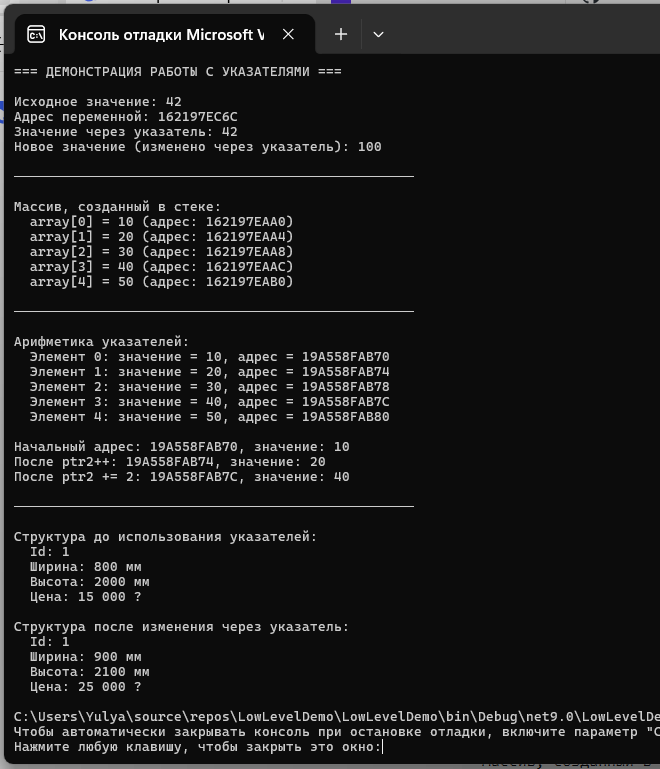 Консоль отладки Microsoft V
=== ДЕМОНСТРАЦИЯ РАБОТЫ С УКАЗАТЕЛЯМИ ===
Исходное значение: 42
Адрес переменной: 162197EC6C
Значение через указатель: 42
Новое значение (изменено через указатель): 100
Массив, созданный в стеке:
array[0] = 10 (адрес: 162197EAA0)
array[1] = 20 (адрес: 162197EAA4)
array[2] = 30 (адрес: 162197EAA8)
array[3] = 40 (адрес: 162197EAAC)
array[4] = 50 (адрес: 162197EAB0)
Арифметика указателей:
Элемент 0: значение = 10, адрес = 19A558FAB70
Элемент 1: значение = 20, адрес = 19A558FAB74
Элемент 2: значение = 30, адрес = 19A558FAB78
Элемент 3: значение = 40, адрес = 19A558FAB7C
Элемент 4: значение = 50, адрес = 19A558FAB80
Начальный адрес: 19A558FAB70, значение: 10
После ptr2++: 19A558FAB74, значение: 20
После ptr2 += 2: 19A558FAB7C, значение: 40
Структура до использования указателей:
Id: 1
Ширина: 800 мм
Высота: 2000 мм
Цена: 15 000 ?
Структура после изменения через указатель:
Id: 1
Ширина: 900 мм
Высота: 2100 мм
Цена: 25 000 ?
C:\Users\Yulya\source\repos\LowLevelDemo\LowLevelDemo\bin\Debug\net9.0\LowLevelDe
Чтобы автоматически закрывать консоль при остановке отладки, включите параметр "С
Нажмите любую клавишу, чтобы закрыть это окно: